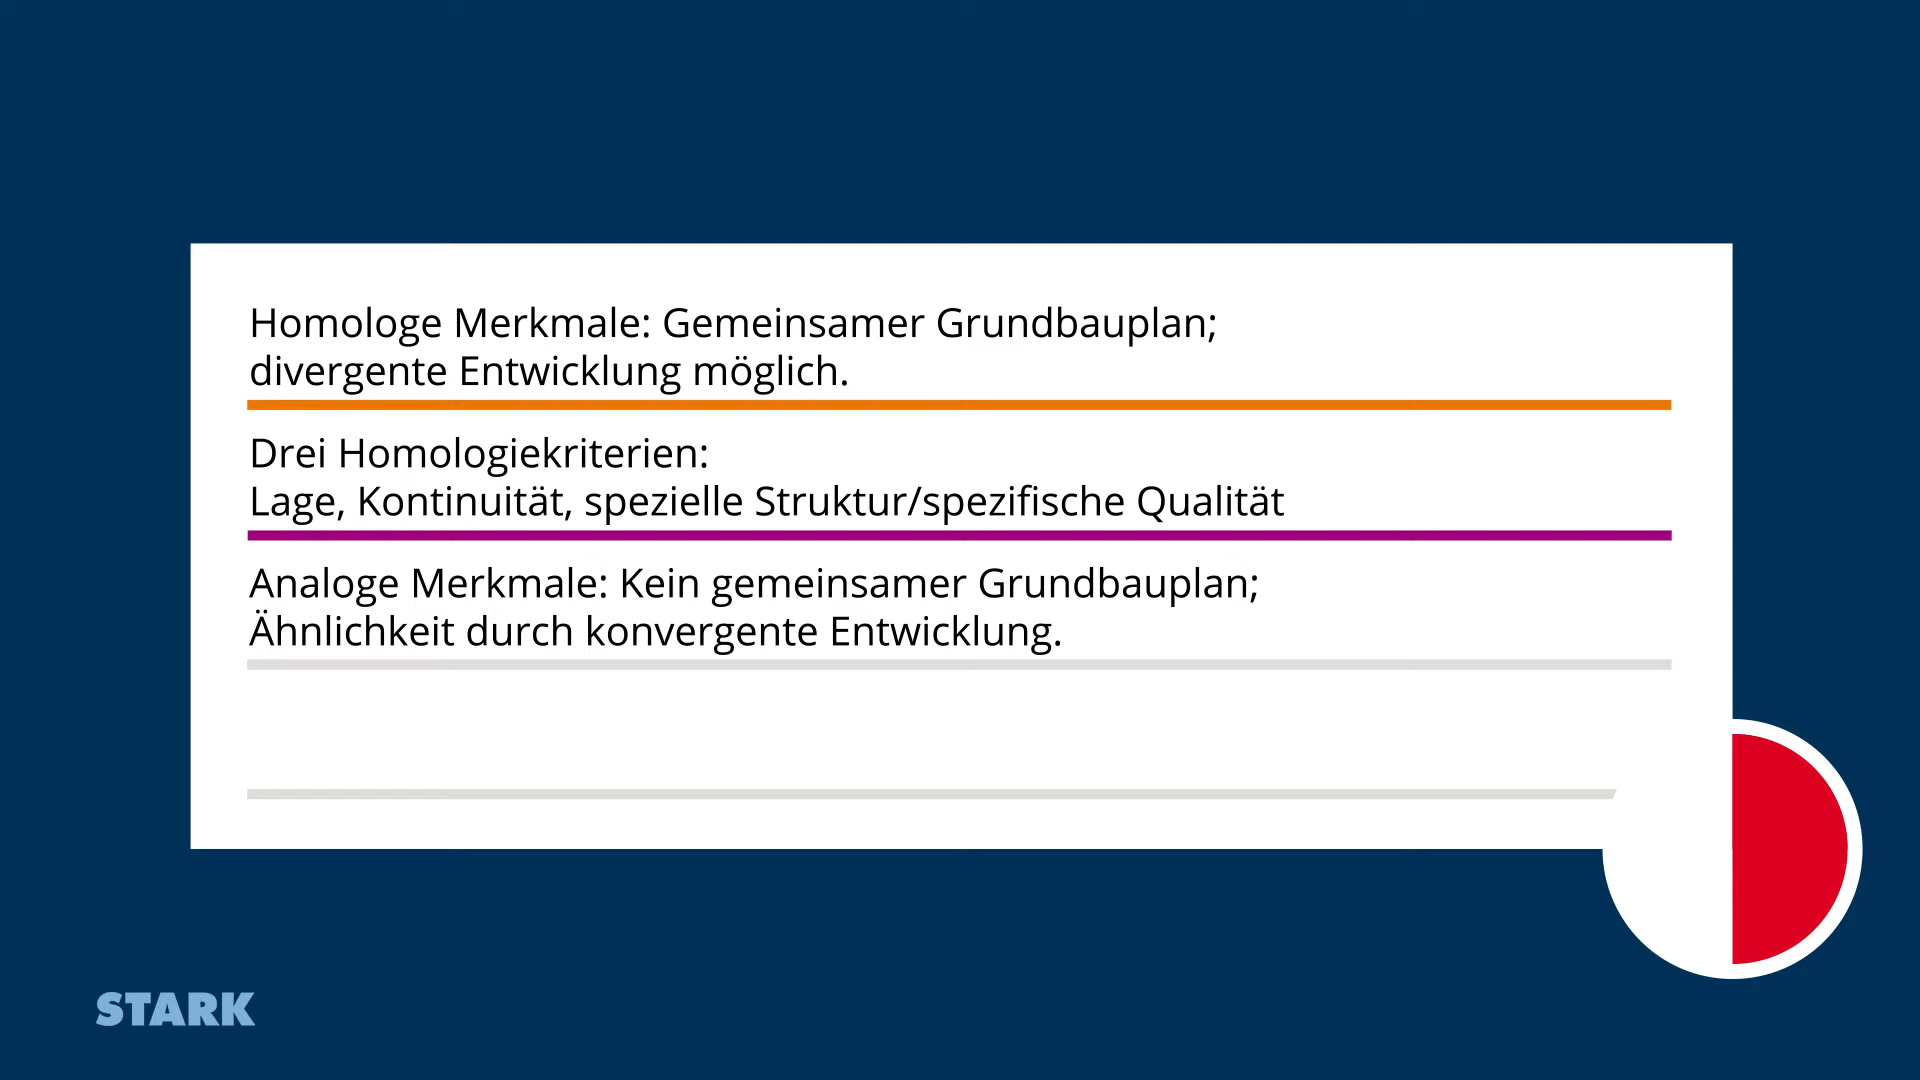 Homologe Merkmale: Gemeinsamer Grundbauplan;
divergente Entwicklung möglich.
Drei Homologiekriterien:
Lage, Kontinuität, spezielle Struktur/spezifische Qualität
Analoge Merkmale: Kein gemeinsamer Grundbauplan;
Ähnlichkeit durch konvergente Entwicklung.
STARK